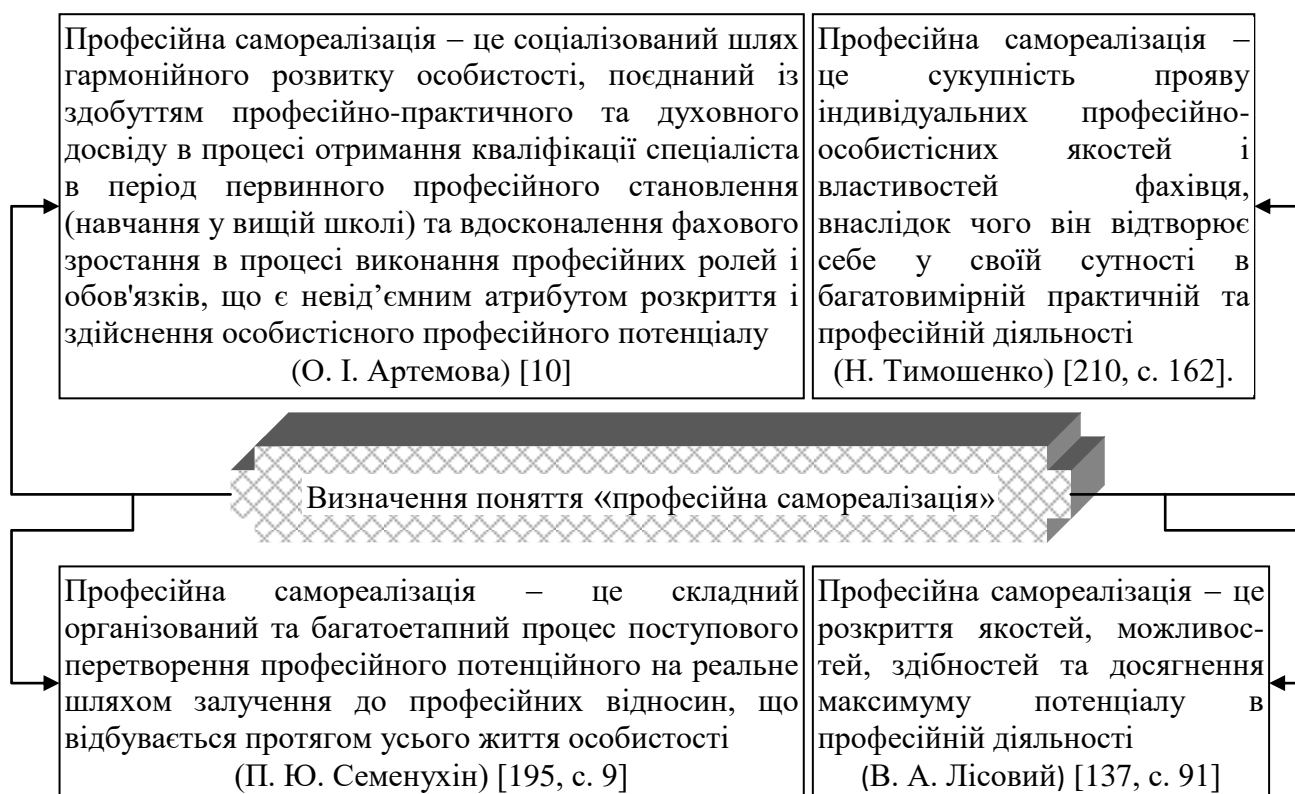 Професійна самореалізація – це соціалізований шлях
гармонійного розвитку особистості, поєднаний із
здобуттям професійно-практичного та духовного
досвіду в процесі отримання кваліфікації спеціаліста
в період первинного професійного становлення
(навчання у вищій школі) та вдосконалення фахового
зростання в процесі виконання професійних ролей і
обов'язків, що є невід’ємним атрибутом розкриття і
здійснення особистісного професійного потенціалу
(О. І. Артемова) [10]
Професійна самореалізація –
це сукупність прояву
індивідуальних професійно-
особистісних якостей і
властивостей фахівця,
внаслідок чого він відтворює
себе у своїй сутності в
багатовимірній практичній та
професійній діяльності
(Н. Тимошенко) [210, с. 162].
Визначення поняття «професійна самореалізація»
Професійна самореалізація – це складний
організований та багатоетапний процес поступового
перетворення професійного потенційного на реальне
шляхом залучення до професійних відносин, що
відбувається протягом усього життя особистості
(П. Ю. Семенухін) [195, с. 9]
Професійна самореалізація – це
розкриття якостей, можливос-
тей, здібностей та досягнення
максимуму потенціалу в
професійній діяльності
(В. А. Лісовий) [137, с. 91]